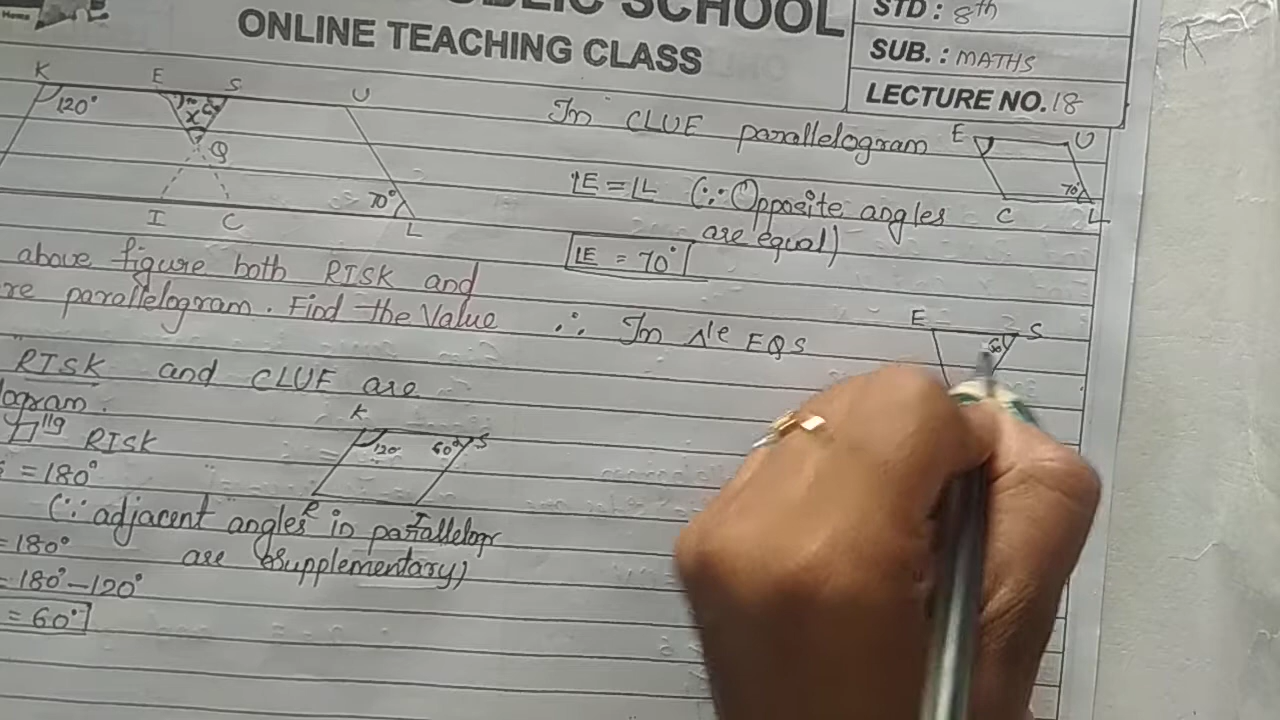 SCHOOL
ONLINE TEACHING CLASS
STD : 8th
SUB. : MATHS
LECTURE NO. 18
K E S U
120° x
Q
70°
I C L
above figure both RISK and
re parallelogram. Find the Value
RISK and CLUE are
logram.
RISK
K
120° 60° S
= 180°
R I
(∵ adjacent angles in parallelogr
are supplementary)
= 180°
= 180° - 120°
= 60°
In CLUE parallelogram
E U
70°
C L
∠E = ∠L (∵ Opposite angles
are equal)
∠E = 70°
∴ In Δle EQS
E S
60°